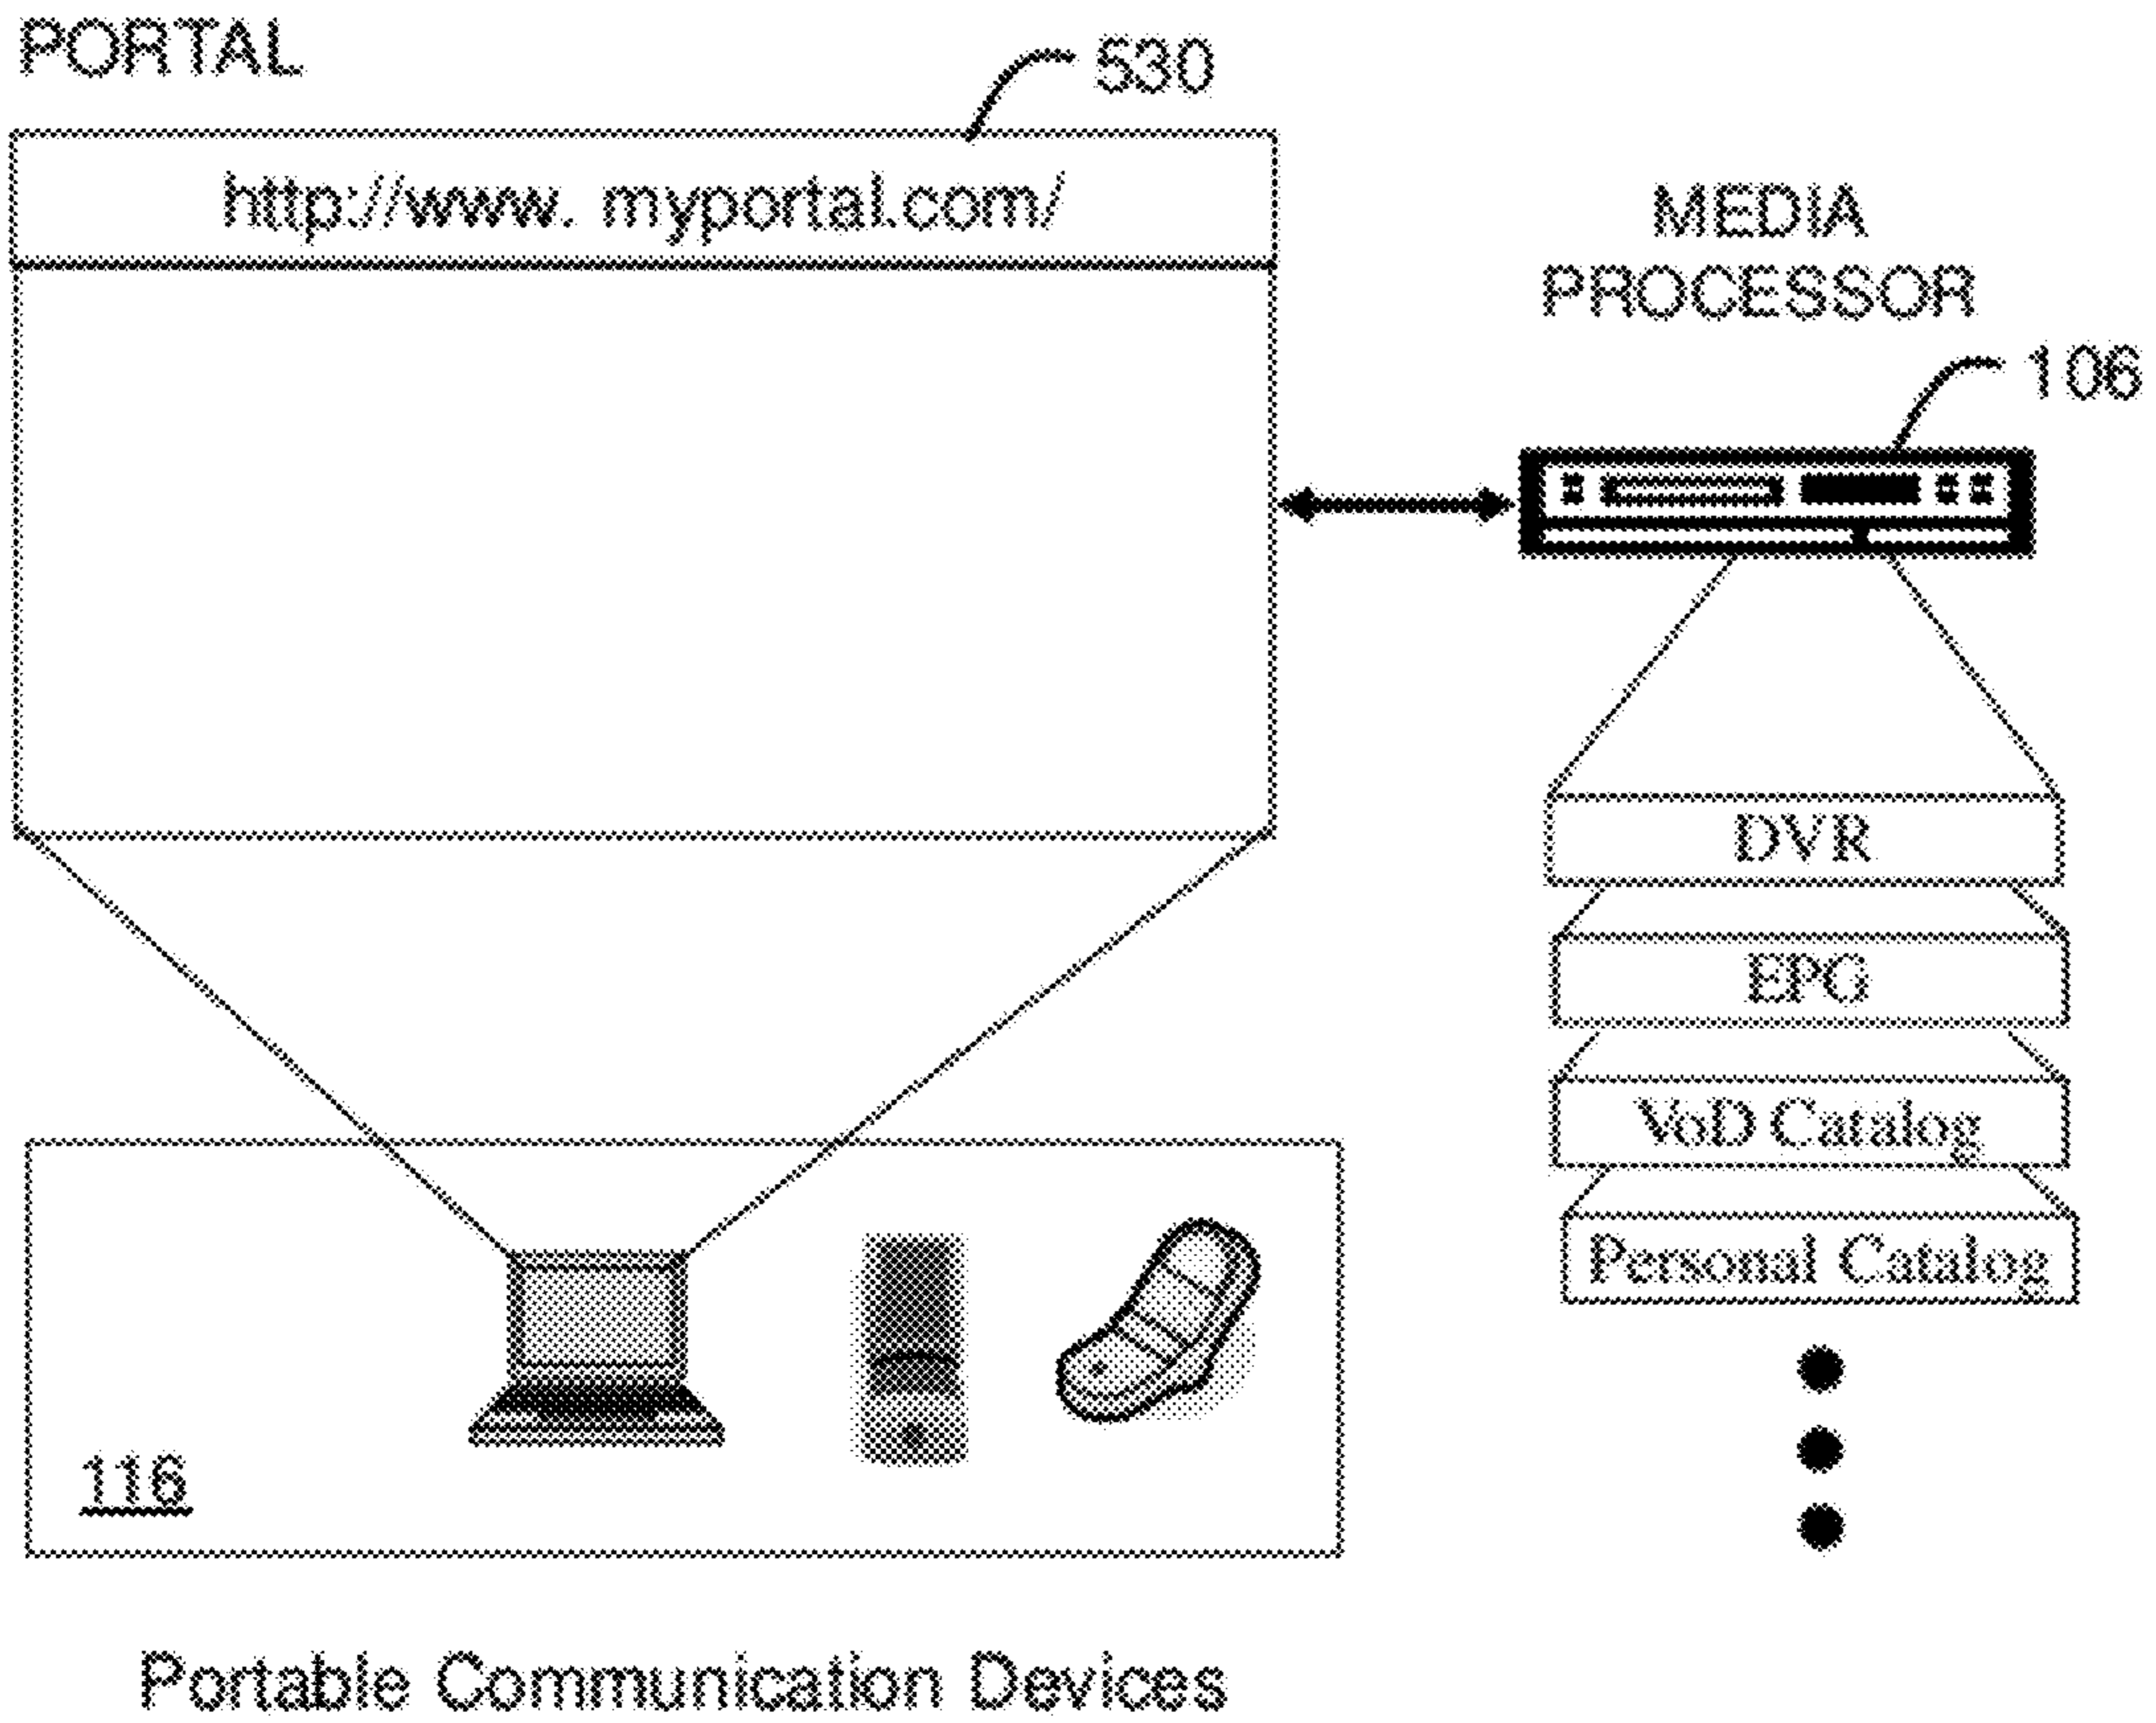 PORTAL
530
http://www. myportal.com/
MEDIA
PROCESSOR
106
DVR
EPG
VoD Catalog
Personal Catalog
116
Portable Communication Devices